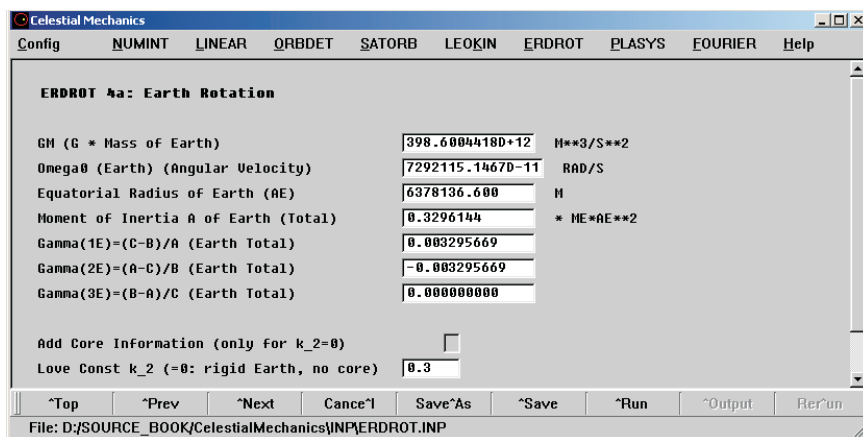 Celestial Mechanics
Config NUMINT LINEAR ORBDET SATORB LEOKIN ERDROT PLASYS FOURIER Help
ERDROT 4a: Earth Rotation
GM (G * Mass of Earth) 398.6004418D+12 M**3/S**2
Omega0 (Earth) (Angular Velocity) 7292115.1467D-11 RAD/S
Equatorial Radius of Earth (AE) 6378136.600 M
Moment of Inertia A of Earth (Total) 0.3296144 * ME*AE**2
Gamma(1E)=(C-B)/A (Earth Total) 0.003295669
Gamma(2E)=(A-C)/B (Earth Total) -0.003295669
Gamma(3E)=(B-A)/C (Earth Total) 0.000000000
Add Core Information (only for k_2=0)
Love Const k_2 (=0: rigid Earth, no core) 0.3
^Top ^Prev ^Next Cance^l Save^As ^Save ^Run ^Output Rer^un
File: D:/SOURCE_BOOK/CelestialMechanics\INP\ERDROT.INP